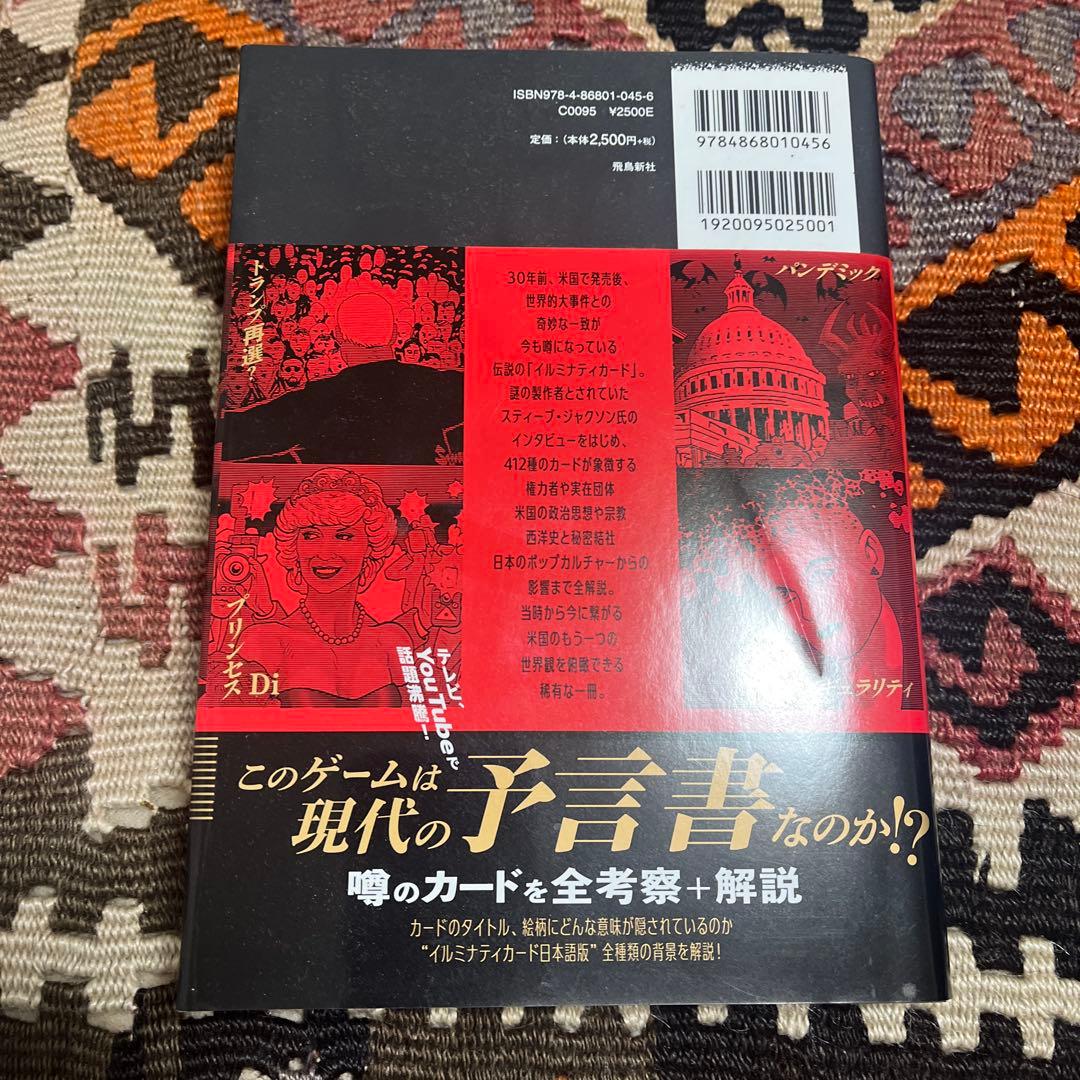 ISBN978-4-86801-045-6
C0095 ¥2500E
定価:(本体2,500円+税)
飛鳥新社
9784868010456
1920095025001
トランプ再選?
パンデミック
30年前、米国で発売後、
世界的大事件との
奇妙な一致が
今も噂になっている
伝説の「イルミナティカード」。
謎の製作者とされていた
スティーブ・ジャクソン氏の
インタビューをはじめ、
412種のカードが象徴する
権力者や実在団体
米国の政治思想や宗教
西洋史と秘密結社
日本のポップカルチャーからの
影響まで全解説。
当時から今に繋がる
米国のもう一つの
世界観を俯瞰できる
稀有な一冊。
プリンセス Di
ュラリティ
テレビ、
YouTubeで
話題沸騰!
このゲームは
現代の予言書なのか!?
噂のカードを全考察+解説
カードのタイトル、絵柄にどんな意味が隠されているのか
“イルミナティカード日本語版” 全種類の背景を解説!